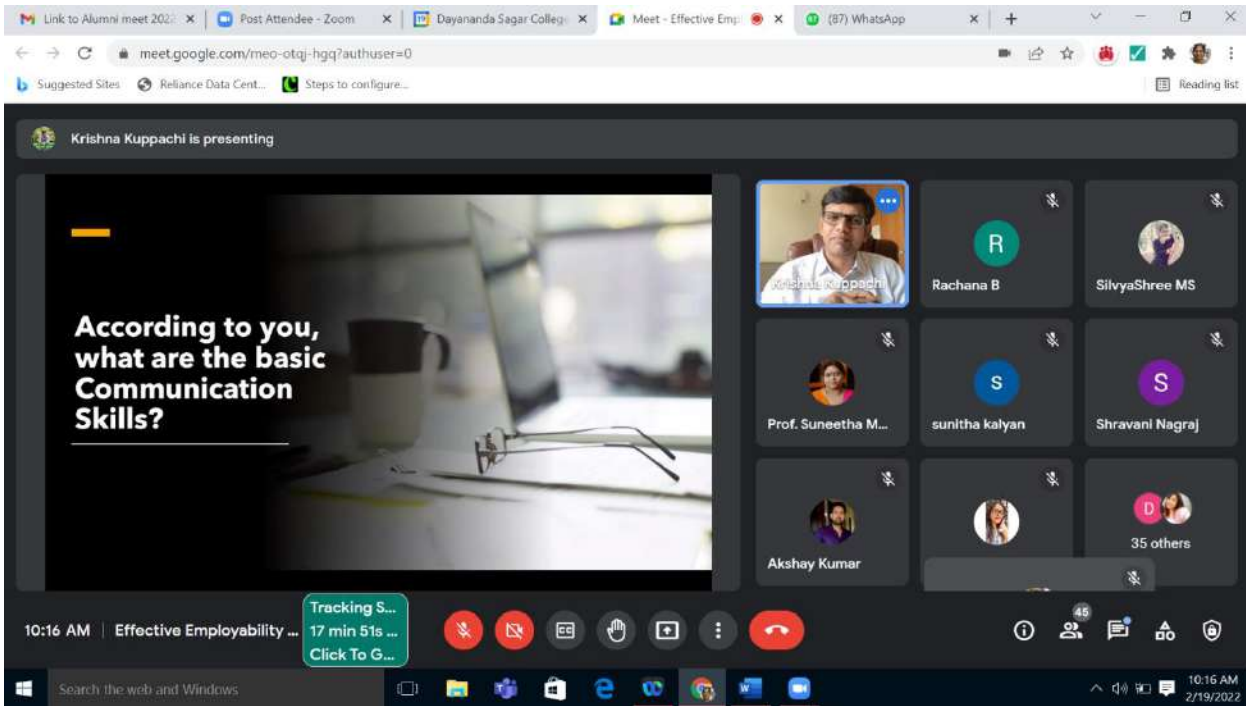 Link to Alumni meet 202
Post Attendee - Zoom
Dayananda Sagar Colleg
Meet - Effective Emp
(87) WhatsApp
meet.google.com/meo-otqj-hgq?authuser=0
Suggested Sites
Reliance Data Cent...
Steps to configure...
Reading list
Krishna Kuppachi is presenting
According to you,
what are the basic
Communication
Skills?
Krishna Kuppachi
R
Rachana B
SilvyaShree MS
Prof. Suneetha M...
s
sunitha kalyan
S
Shravani Nagraj
Akshay Kumar
D
35 others
10:16 AM | Effective Employability ...
Tracking S...
17 min 51s ...
Click To G...
CC
45
Search the web and Windows
10:16 AM
2/19/2022